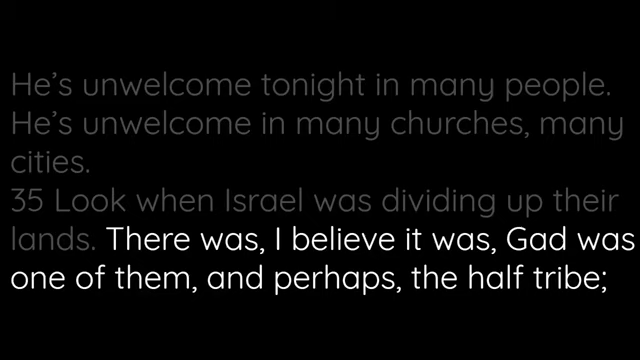 He's unwelcome tonight in many people.
He's unwelcome in many churches, many
cities.
35 Look when Israel was dividing up their
lands. There was, I believe it was, Gad was
one of them, and perhaps, the half tribe;